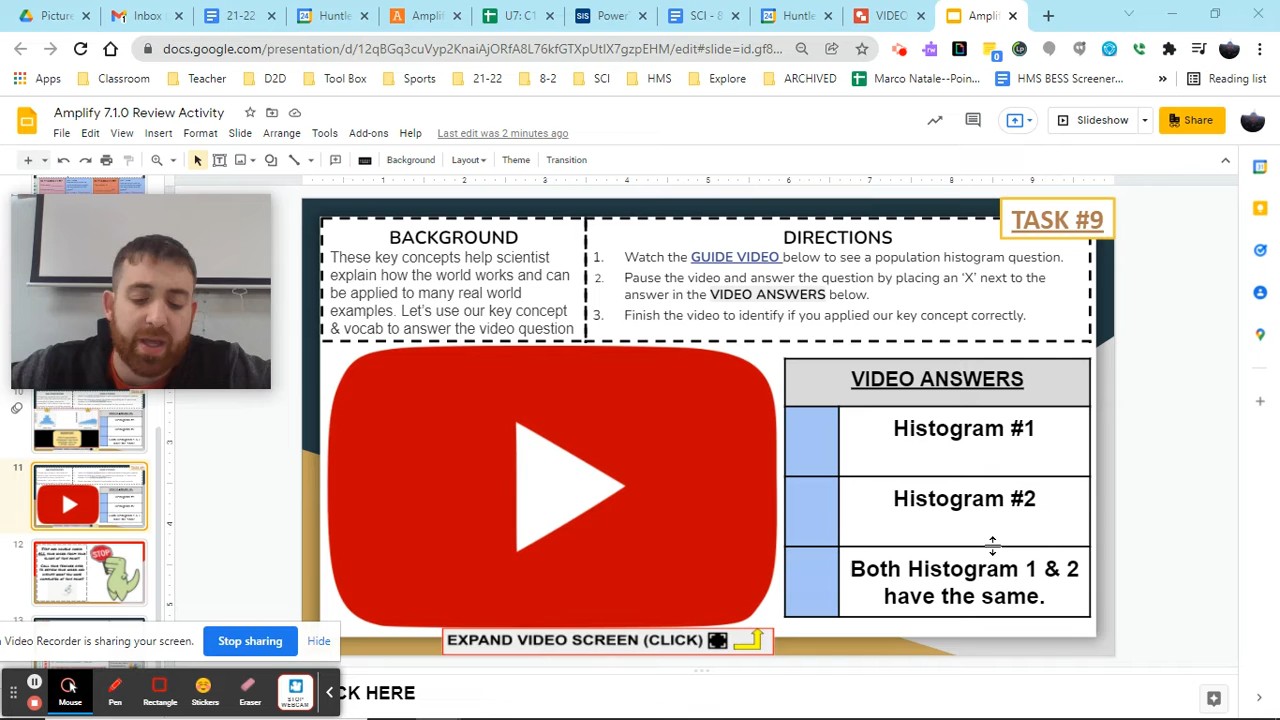 21-22
Inbox
21-22
Huntle
Amplify
U7: C1
Power
SCI - 8
Huntle
VIDEO
Ampli
docs.google.com/presentation/d/12qBGq3cuVyp2KnaiAjORfA8L76kfGTXpUtIX7gzpEHM/edit#slide=id.gf8...
Apps
Classroom
Teacher
D2D
Tool Box
Sports
21-22
8-2
SCI
HMS
Explore
ARCHIVED
Marco Natale--Poin...
HMS BESS Screener...
Reading list
Amplify 7.1.0 Review Activity
File Edit View Insert Format Slide Arrange Tools Add-ons Help Last edit was 2 minutes ago
Slideshow
Share
Background Layout Theme Transition
TASK #9
BACKGROUND
These key concepts help scientist
explain how the world works and can
be applied to many real world
examples. Let's use our key concept
& vocab to answer the video question
DIRECTIONS
1. Watch the GUIDE VIDEO below to see a population histogram question.
2. Pause the video and answer the question by placing an 'X' next to the
answer in the VIDEO ANSWERS below.
3. Finish the video to identify if you applied our key concept correctly.
VIDEO ANSWERS
Histogram #1
Histogram #2
Both Histogram 1 & 2
have the same.
EXPAND VIDEO SCREEN (CLICK)
10
11
12
STOP
13
Video Recorder is sharing your screen.
Stop sharing
Hide
Mouse
Pen
Rectangle
Stickers
Eraser
STOP
WEBCAM
CK HERE